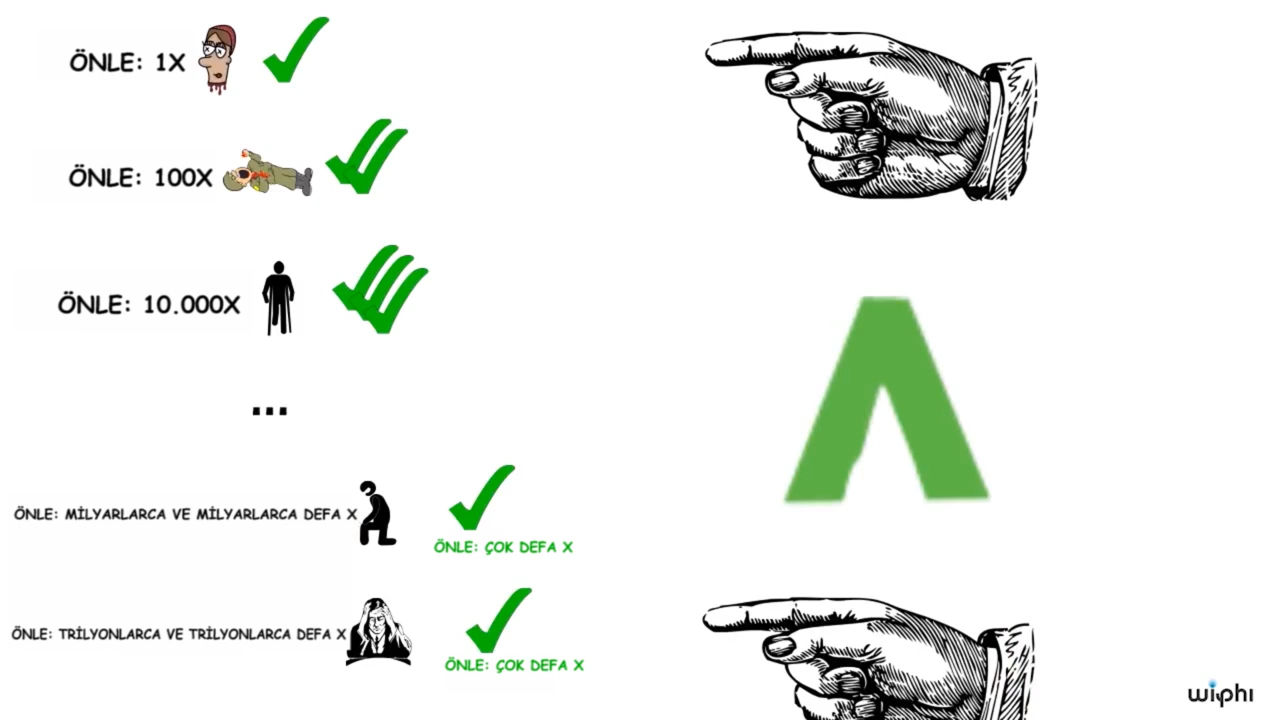 ÖNLE: 1X
ÖNLE: 100X
ÖNLE: 10.000X
...
ÖNLE: MİLYARLARCA VE MİLYARLARCA DEFA X
ÖNLE: ÇOK DEFA X
ÖNLE: TRİLYONLARCA VE TRİLYONLARCA DEFA X
ÖNLE: ÇOK DEFA X
wiphi